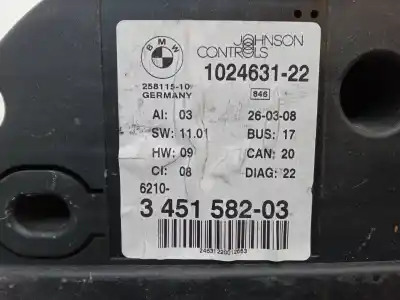 BMW
JOHNSON
CONTROLS
1024631-22
258115-10
GERMANY
846
AI: 03 26-03-08
SW: 11.01 BUS: 17
HW: 09 CAN: 20
CI: 08 DIAG: 22
6210-
3 451 582-03